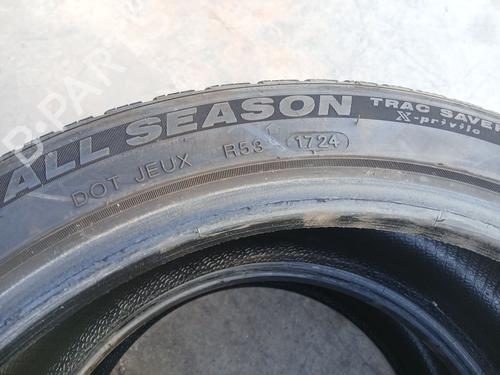 ALL SEASON TRAC SAVER
X-privilo
DOT JEUX R53 1724
B-PARTS